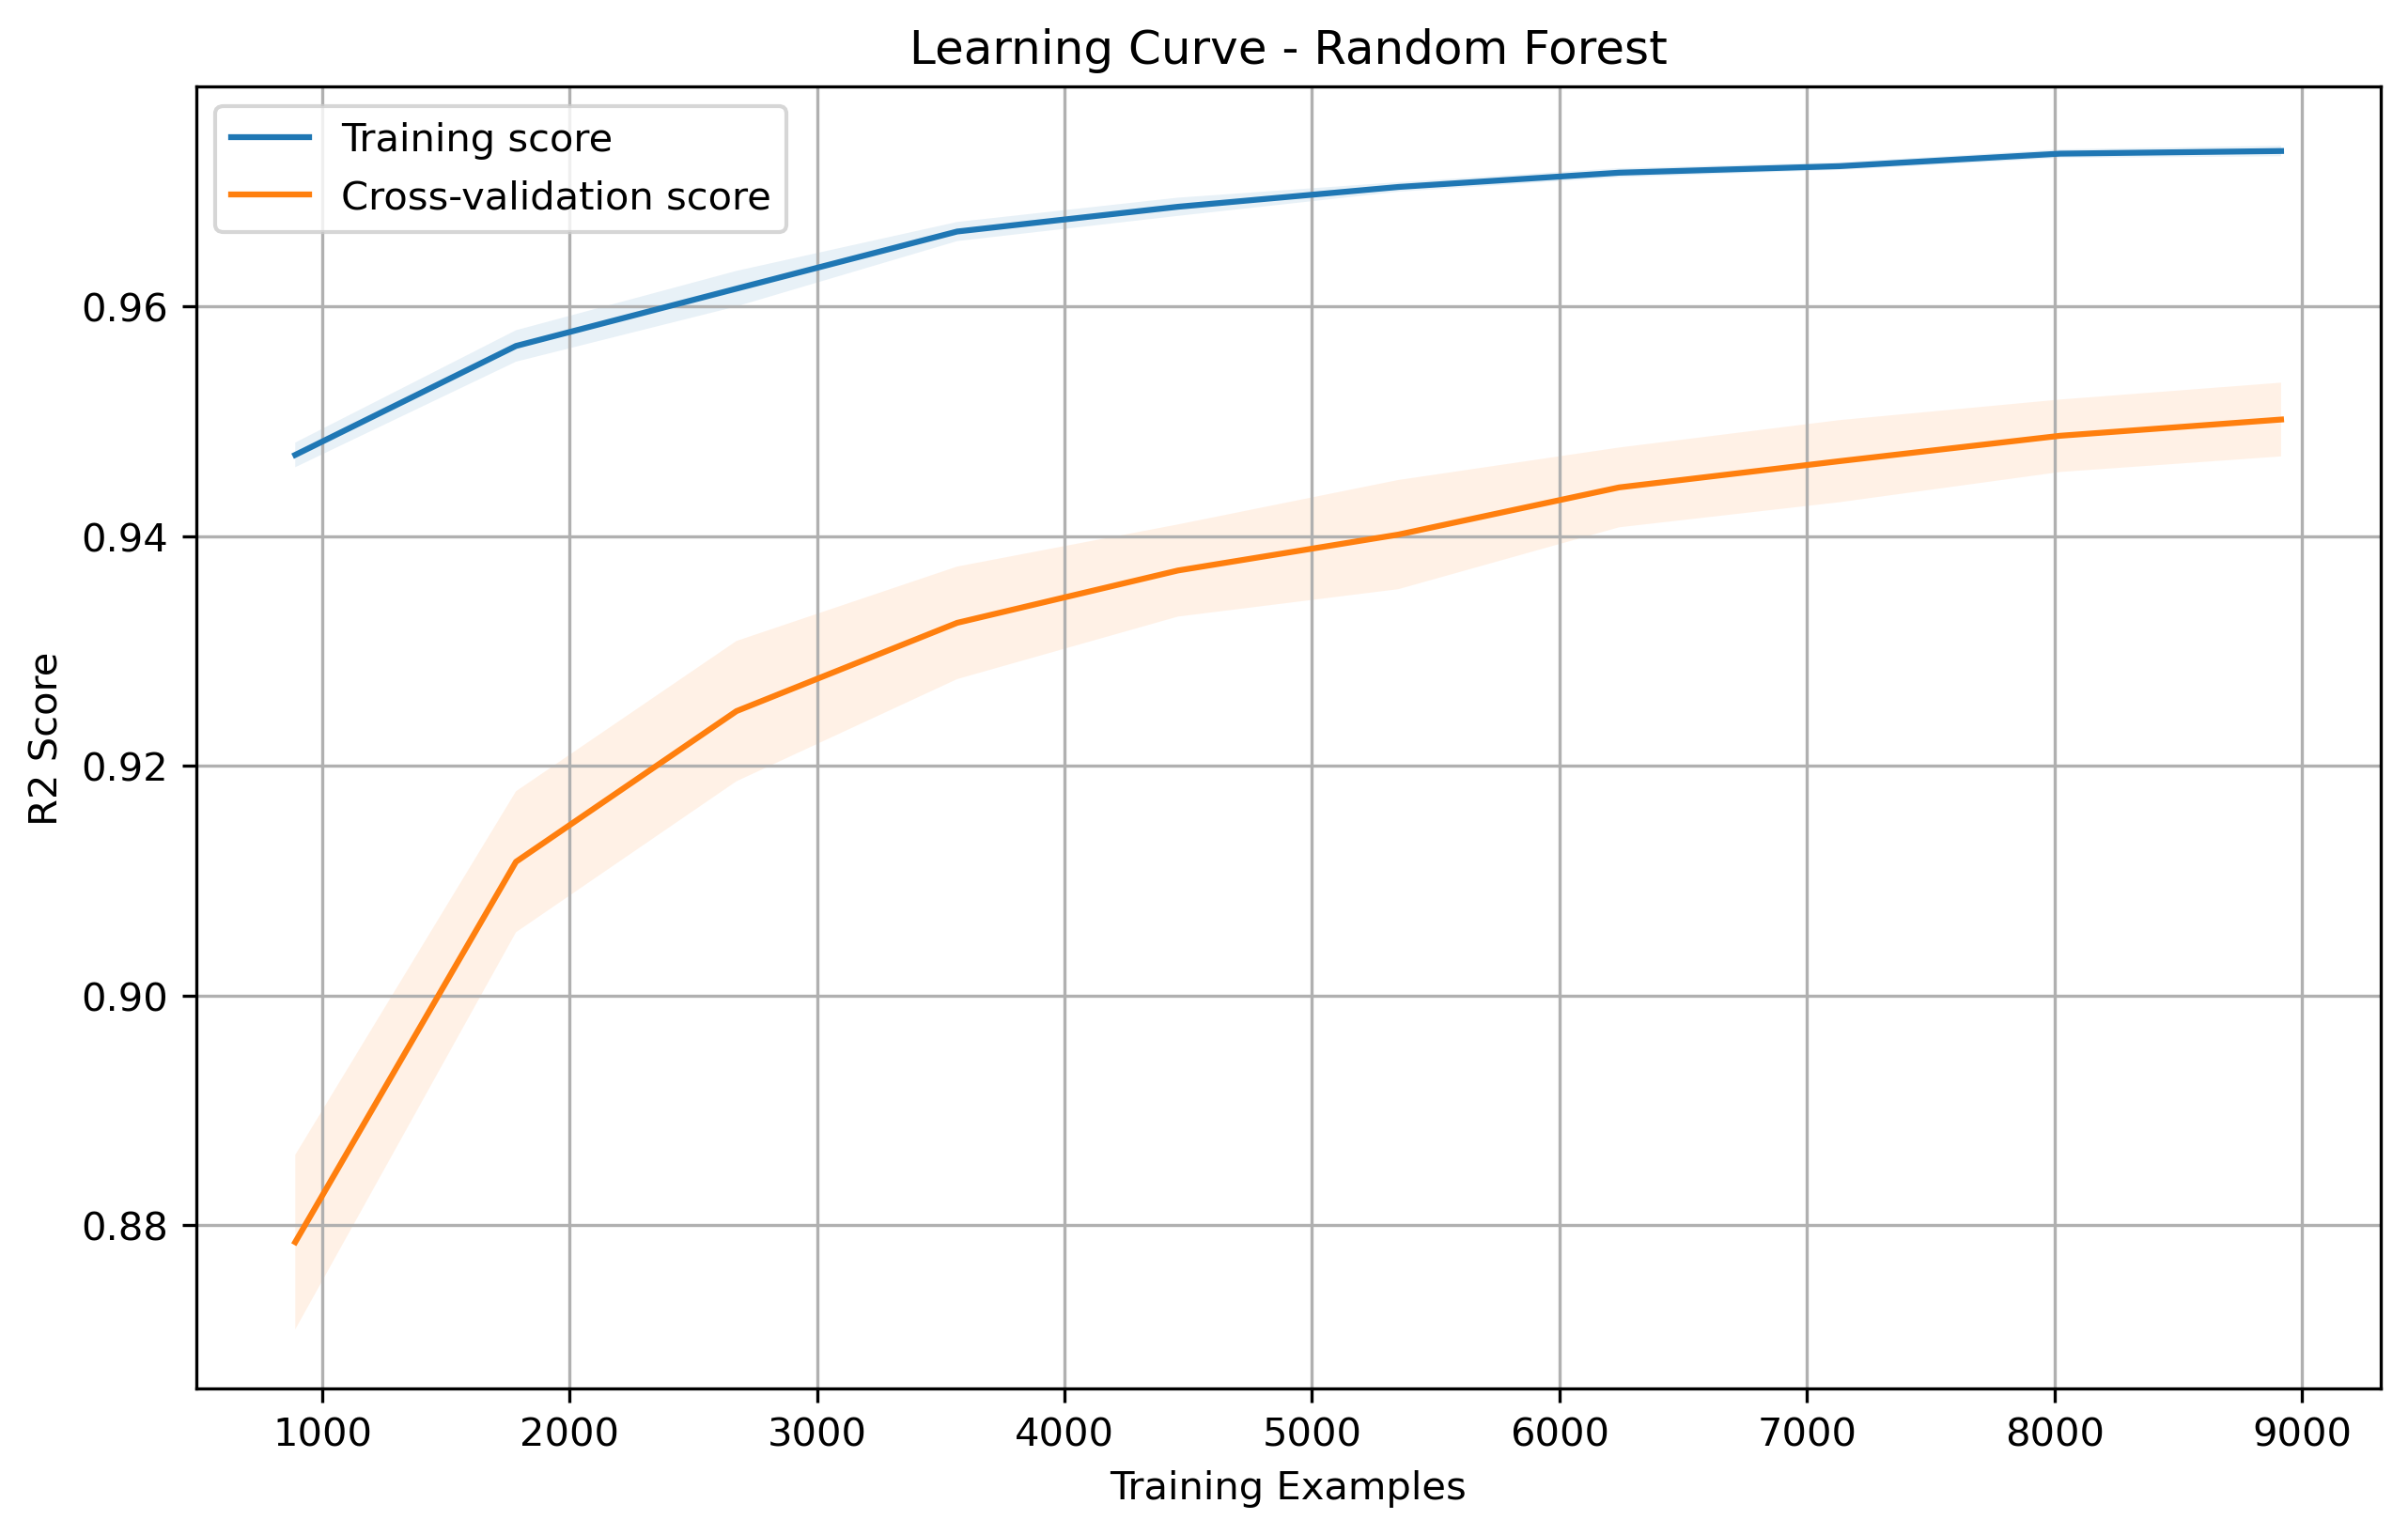 Learning Curve - Random Forest
Training score
Cross-validation score
0.96
0.94
0.92
0.90
0.88
R2 Score
1000 2000 3000 4000 5000 6000 7000 8000 9000
Training Examples